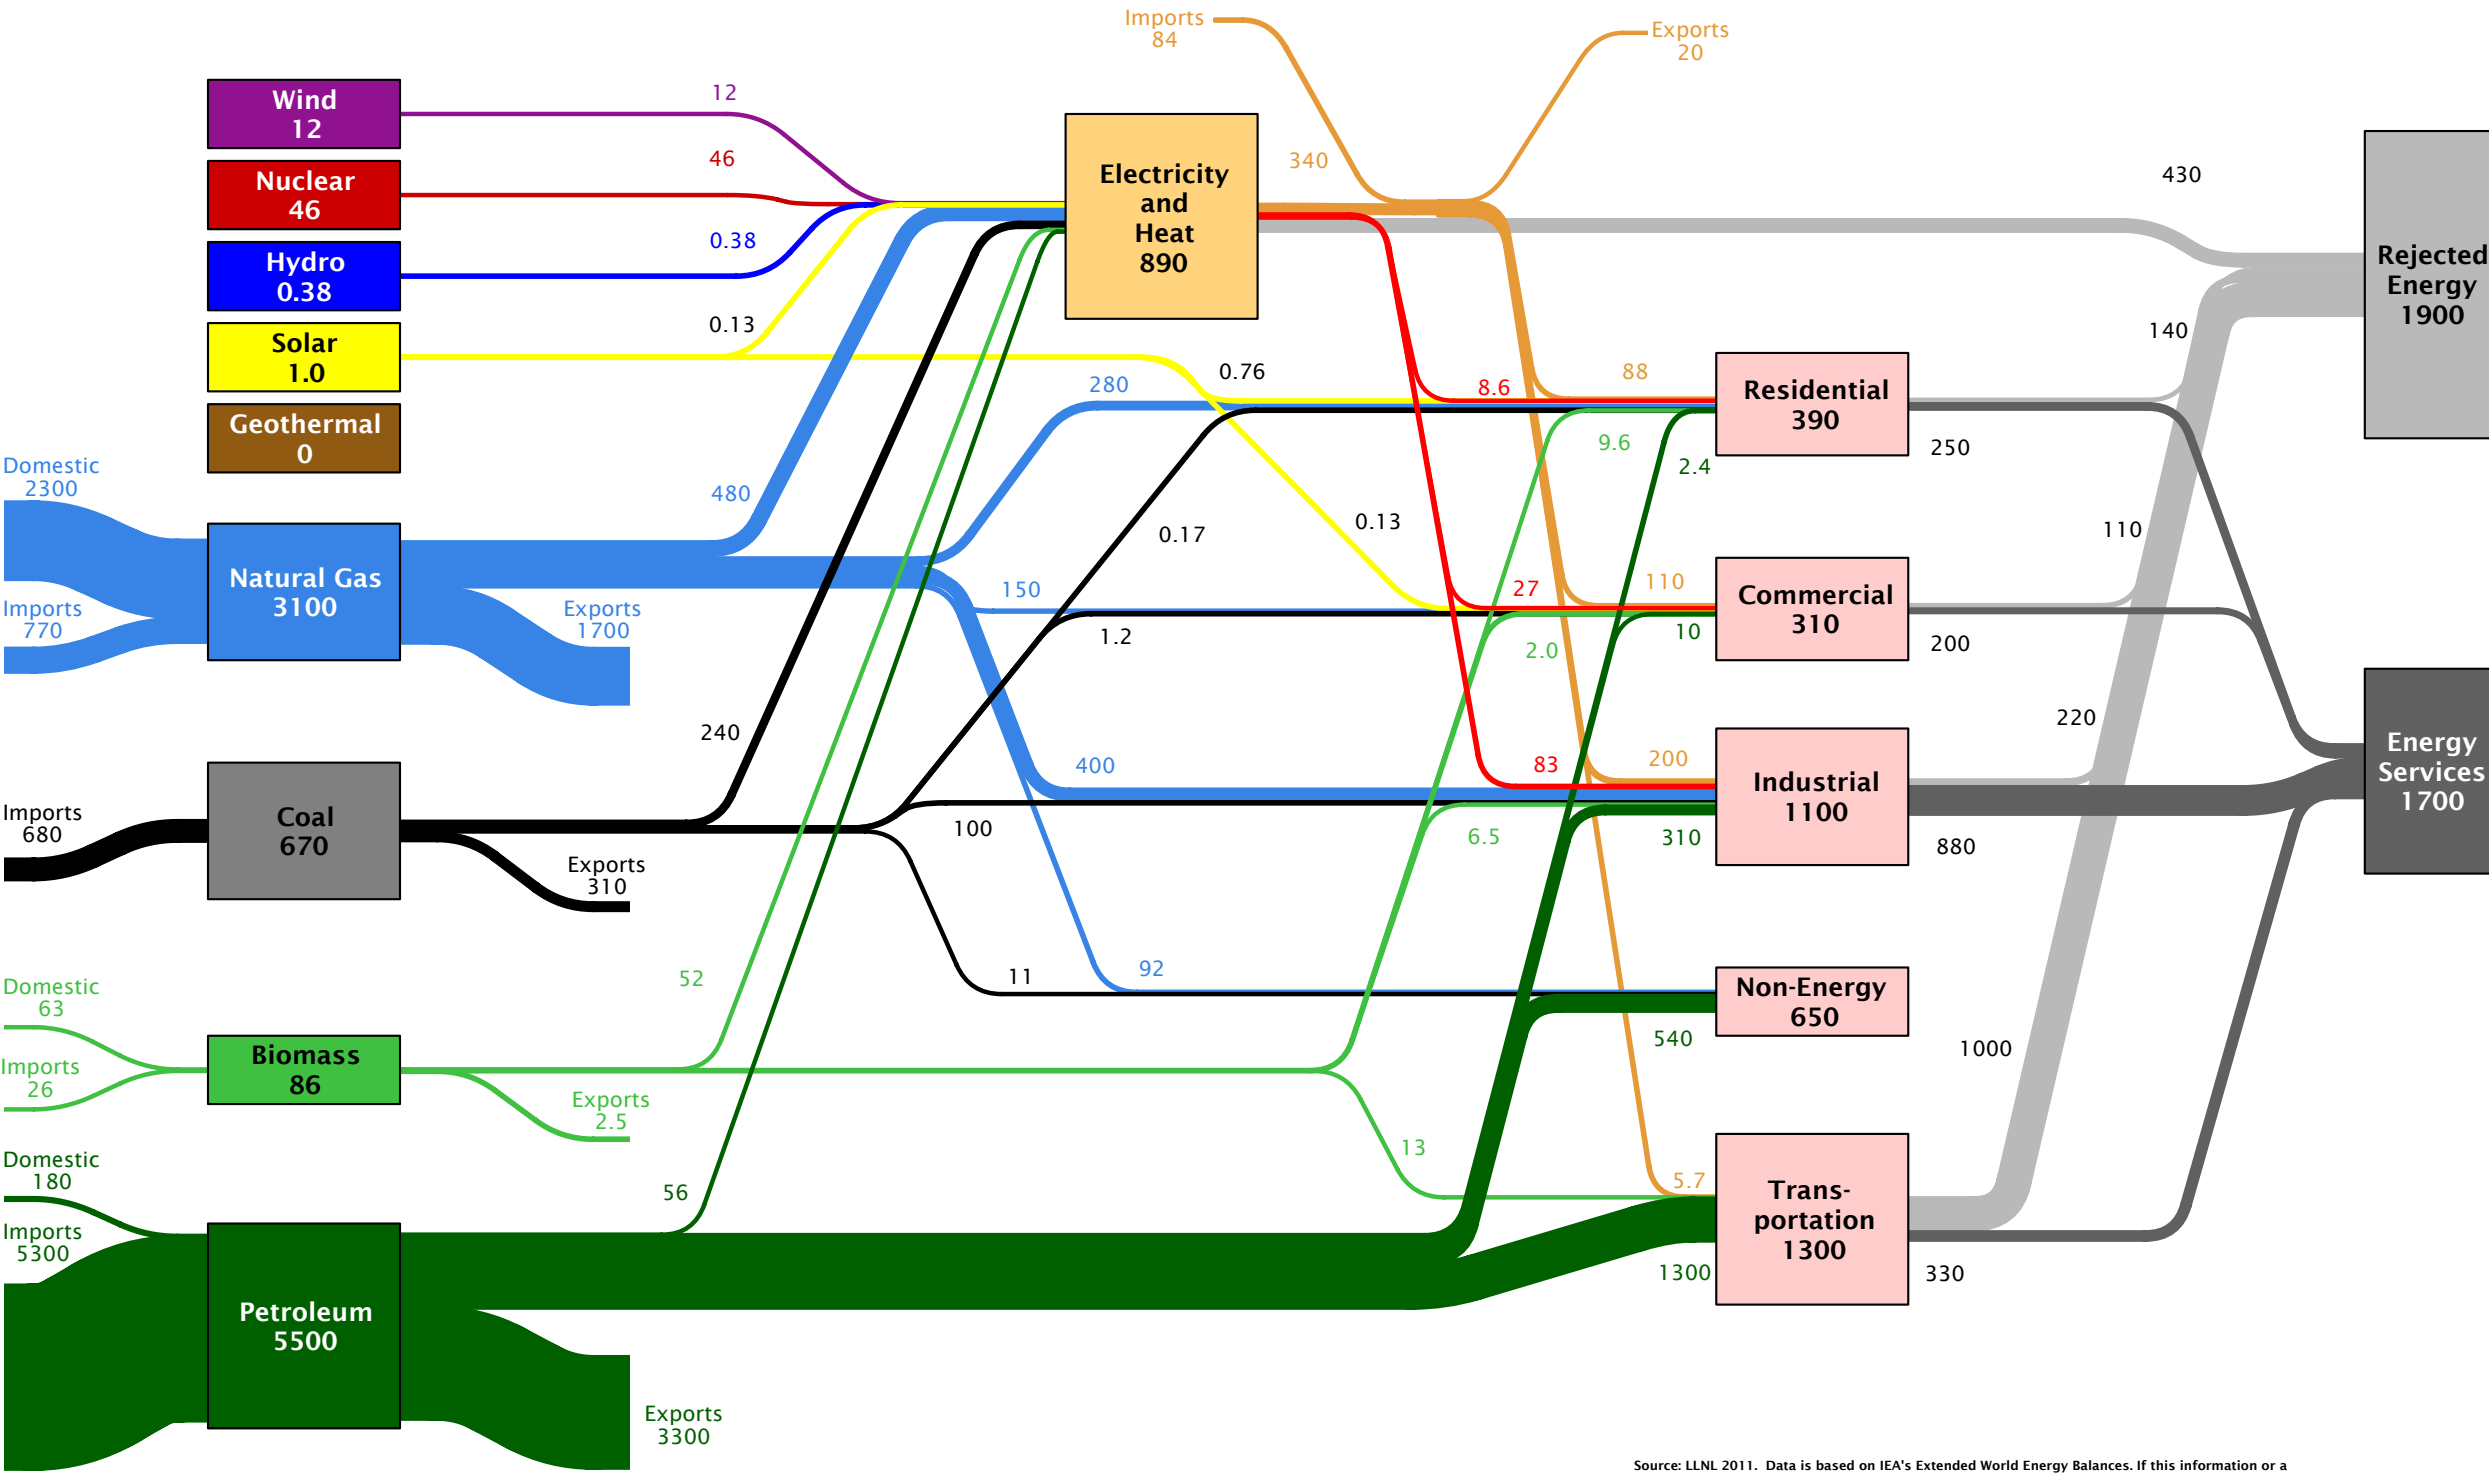 Imports
84
Exports
20
Wind
12
12
Nuclear
46
46
Hydro
0.38
0.38
Solar
1.0
0.13
Geothermal
0
Electricity
and
Heat
890
340
430
Rejected
Energy
1900
140
0.76
280
8.6
88
Residential
390
9.6
2.4
250
Domestic
2300
480
Natural Gas
3100
Imports
770
Exports
1700
0.17
0.13
110
150
1.2
27
110
Commercial
310
2.0
10
200
220
Energy
Services
1700
240
Imports
680
Coal
670
Exports
310
400
100
83
200
Industrial
1100
6.5
310
880
11
92
Non-Energy
650
540
52
Domestic
63
Imports
26
Biomass
86
Exports
2.5
13
1000
Domestic
180
Imports
5300
56
Petroleum
5500
Exports
3300
5.7
Trans-
portation
1300
1300
330
Source: LLNL 2011. Data is based on IEA's Extended World Energy Balances. If this information or a